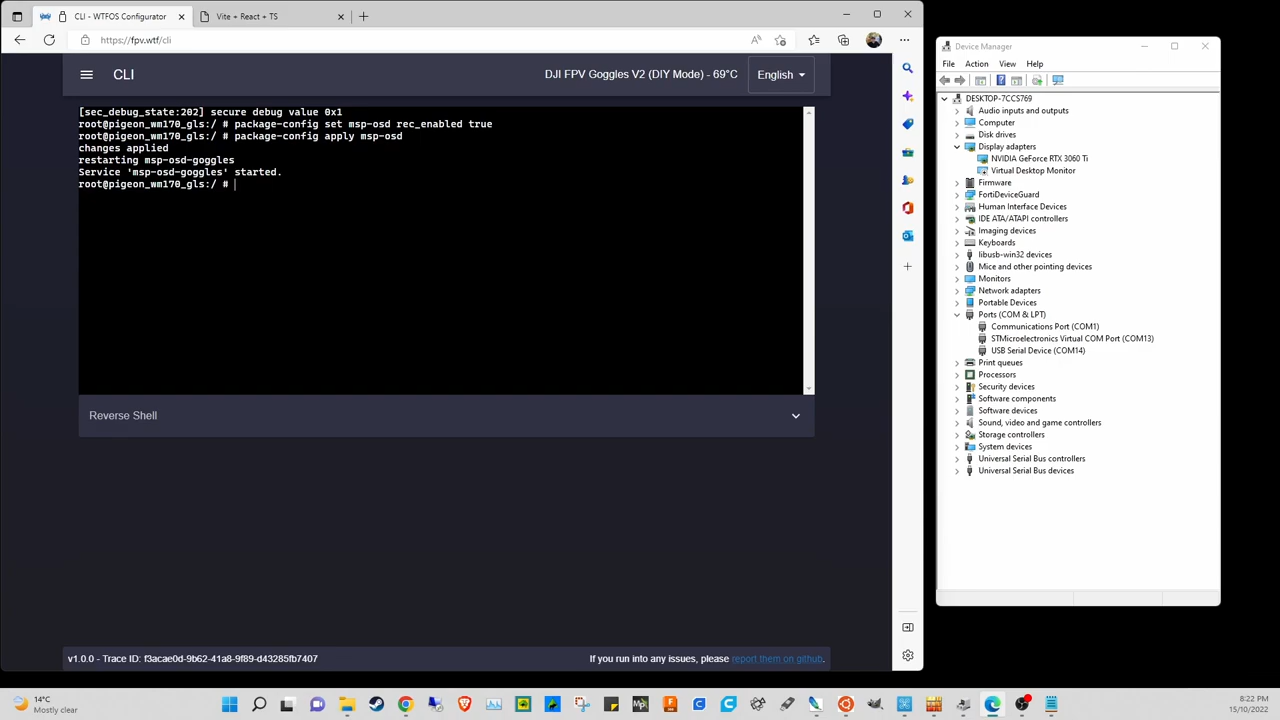 CLI - WTFOS Configurator
Vite + React + TS
https://fpv.wtf/cli
CLI
DJI FPV Goggles V2 (DIY Mode) - 69°C
English
[sec_debug_state:202]: cur debug state:1
root@pigeon_wm170_gls:/ # package-config set msp-osd rec_enabled true
root@pigeon_wm170_gls:/ # package-config apply msp-osd
changes applied
restarting msp-osd-goggles
Service 'msp-osd-goggles' started.
root@pigeon_wm170_gls:/ #
Reverse Shell
If you run into any issues, please report them on github.
Device Manager
File Action View Help
DESKTOP-7CCS769
Audio inputs and outputs
Computer
Disk drives
Display adapters
NVIDIA GeForce RTX 3060 Ti
Virtual Desktop Monitor
Firmware
FortiDeviceGuard
Human Interface Devices
IDE ATA/ATAPI controllers
Imaging devices
Keyboards
libusb-win32 devices
Mice and other pointing devices
Monitors
Network adapters
Portable Devices
Ports (COM & LPT)
Communications Port (COM1)
STMicroelectronics Virtual COM Port (COM13)
USB Serial Device (COM14)
Print queues
Processors
Security devices
Software components
Software devices
Sound, video and game controllers
Storage controllers
System devices
Universal Serial Bus controllers
Universal Serial Bus devices
v1.0.0 - Trace ID:
14°C
Mostly clear
8:22 PM
15/10/2022